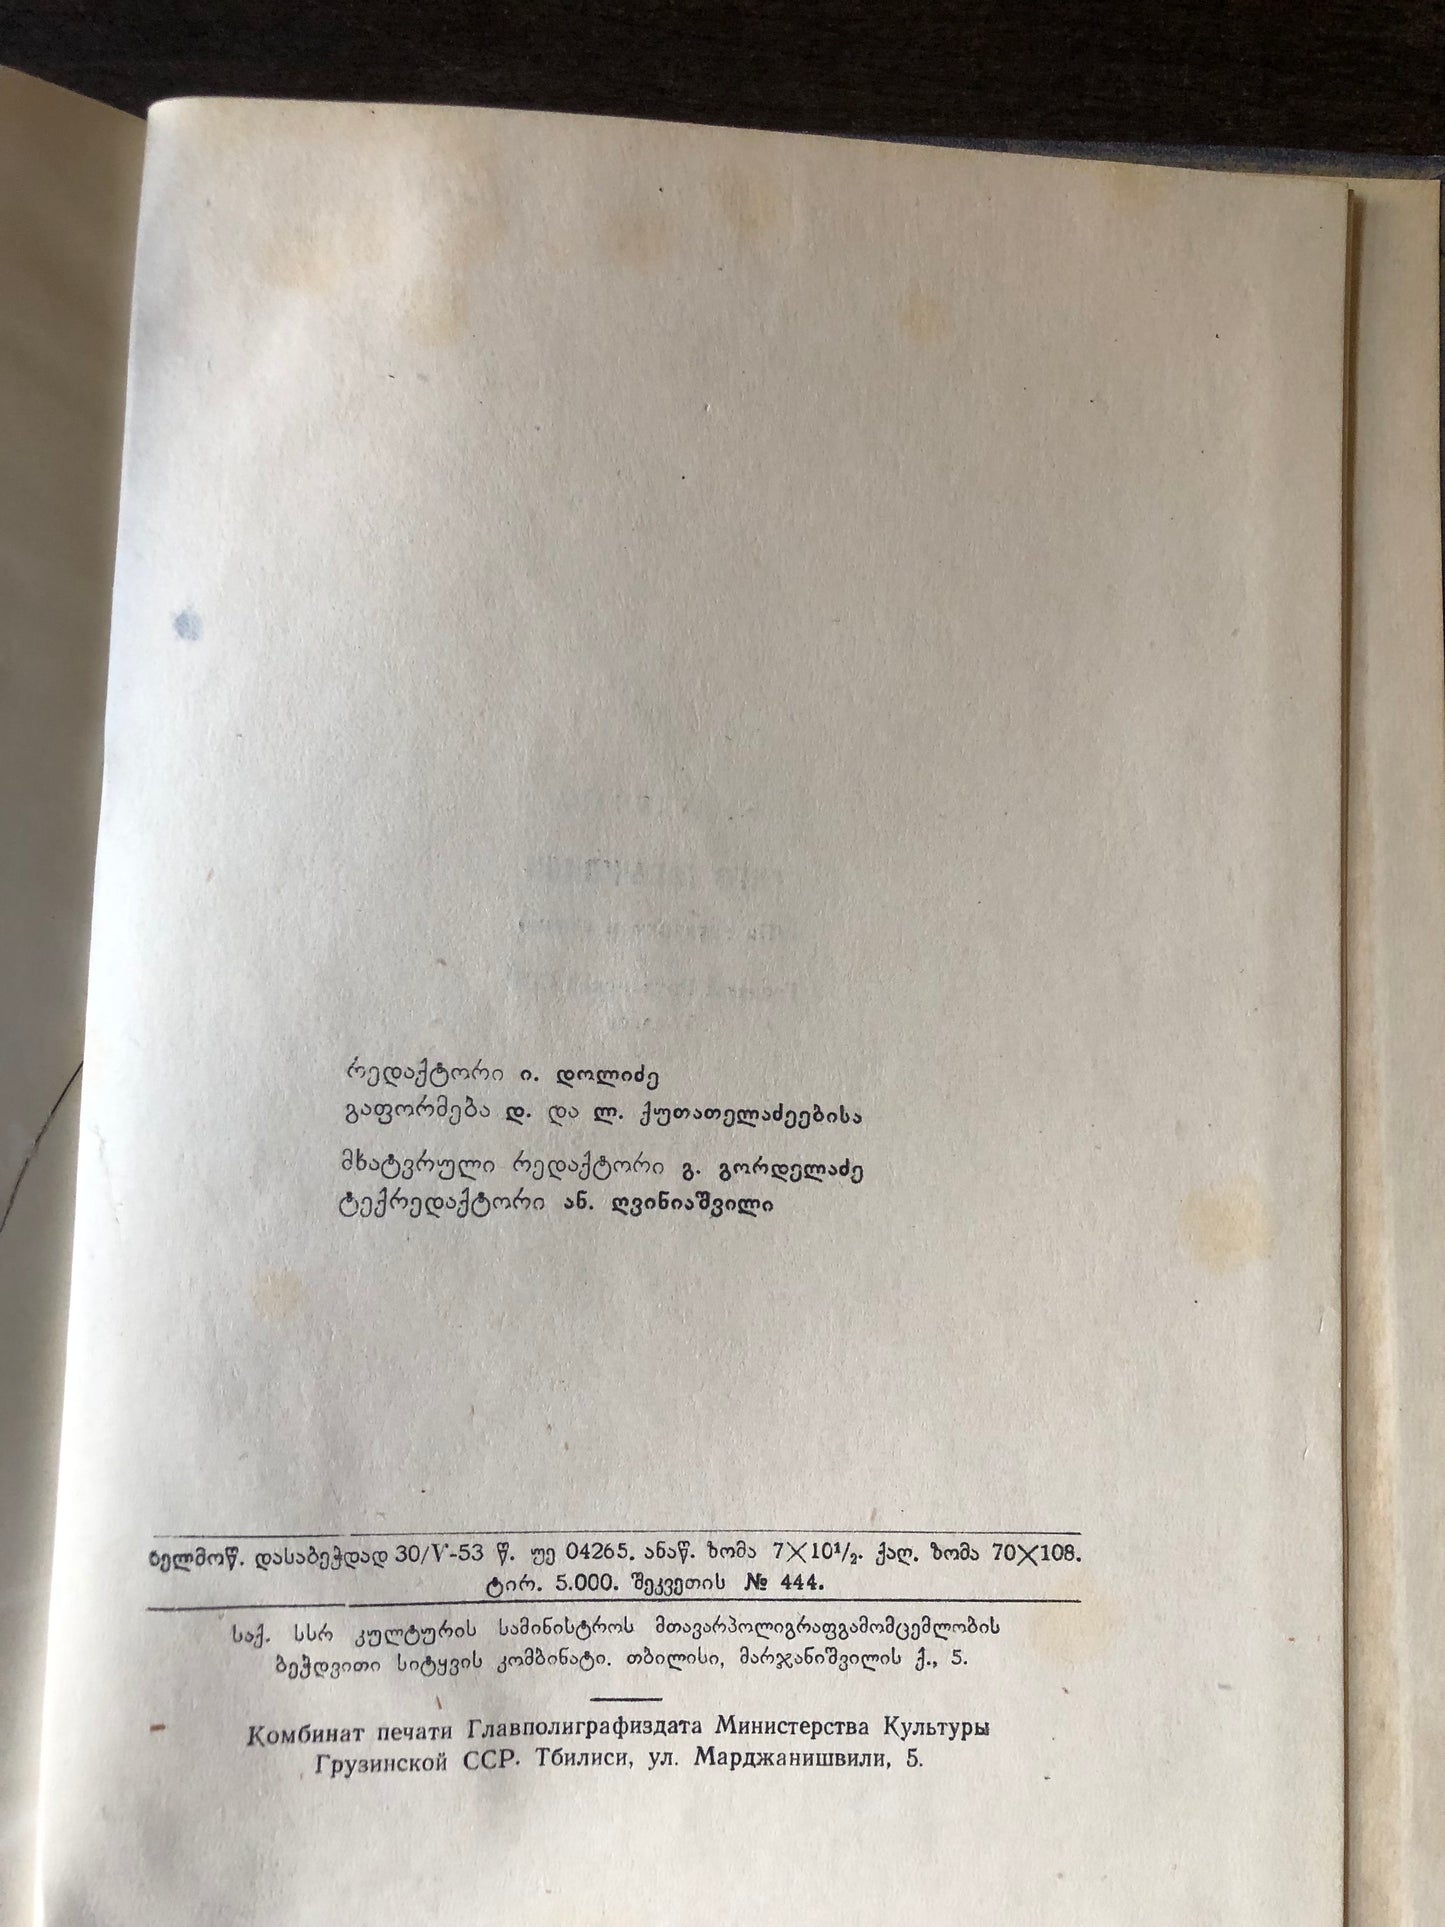 რედაქტორი ი. დოლიძე
გაფორმება დ. და ლ. ქუთათელაძეებისა
მხატვრული რედაქტორი გ. გორდელაძე
ტექრედაქტორი ან. ღვინიაშვილი
ხელმოწ. დასაბეჭდად 30/V-53 წ. უე 04265. ანაწ. ზომა 7×10½. ქაღ. ზომა 70×108.
ტირ. 5.000. შეკვეთის № 444.
საქ. სსრ კულტურის სამინისტროს მთავარპოლიგრაფგამომცემლობის
ბეჭდვითი სიტყვის კომბინატი. თბილისი, მარჯანიშვილის ქ., 5.
Комбинат печати Главполиграфиздата Министерства Культуры
Грузинской ССР. Тбилиси, ул. Марджанишвили, 5.